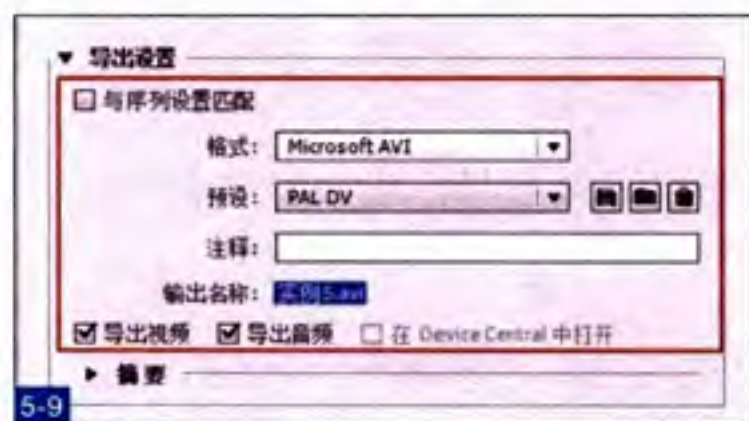 导出设置
与序列设置匹配
格式: Microsoft AVI
预设: PAL DV
注释:
输出名称: 实例5.avi
导出视频 导出音频 在 Device Central 中打开
摘要
5-9